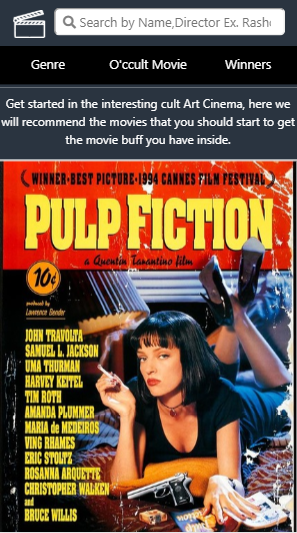 Search by Name,Director Ex. Rash
Genre O'ccult Movie Winners
Get started in the interesting cult Art Cinema, here we
will recommend the movies that you should start to get
the movie buff you have inside.
WINNER-BEST PICTURE-1994 CANNES FILM FESTIVAL
PULP FICTION
a Quentin Tarantino film
10¢
produced by
Lawrence Bender
JOHN TRAVOLTA
SAMUEL L. JACKSON
UMA THURMAN
HARVEY KEITEL
TIM ROTH
AMANDA PLUMMER
MARIA de MEDEIROS
VING RHAMES
ERIC STOLTZ
ROSANNA ARQUETTE
CHRISTOPHER WALKEN
and
BRUCE WILLIS